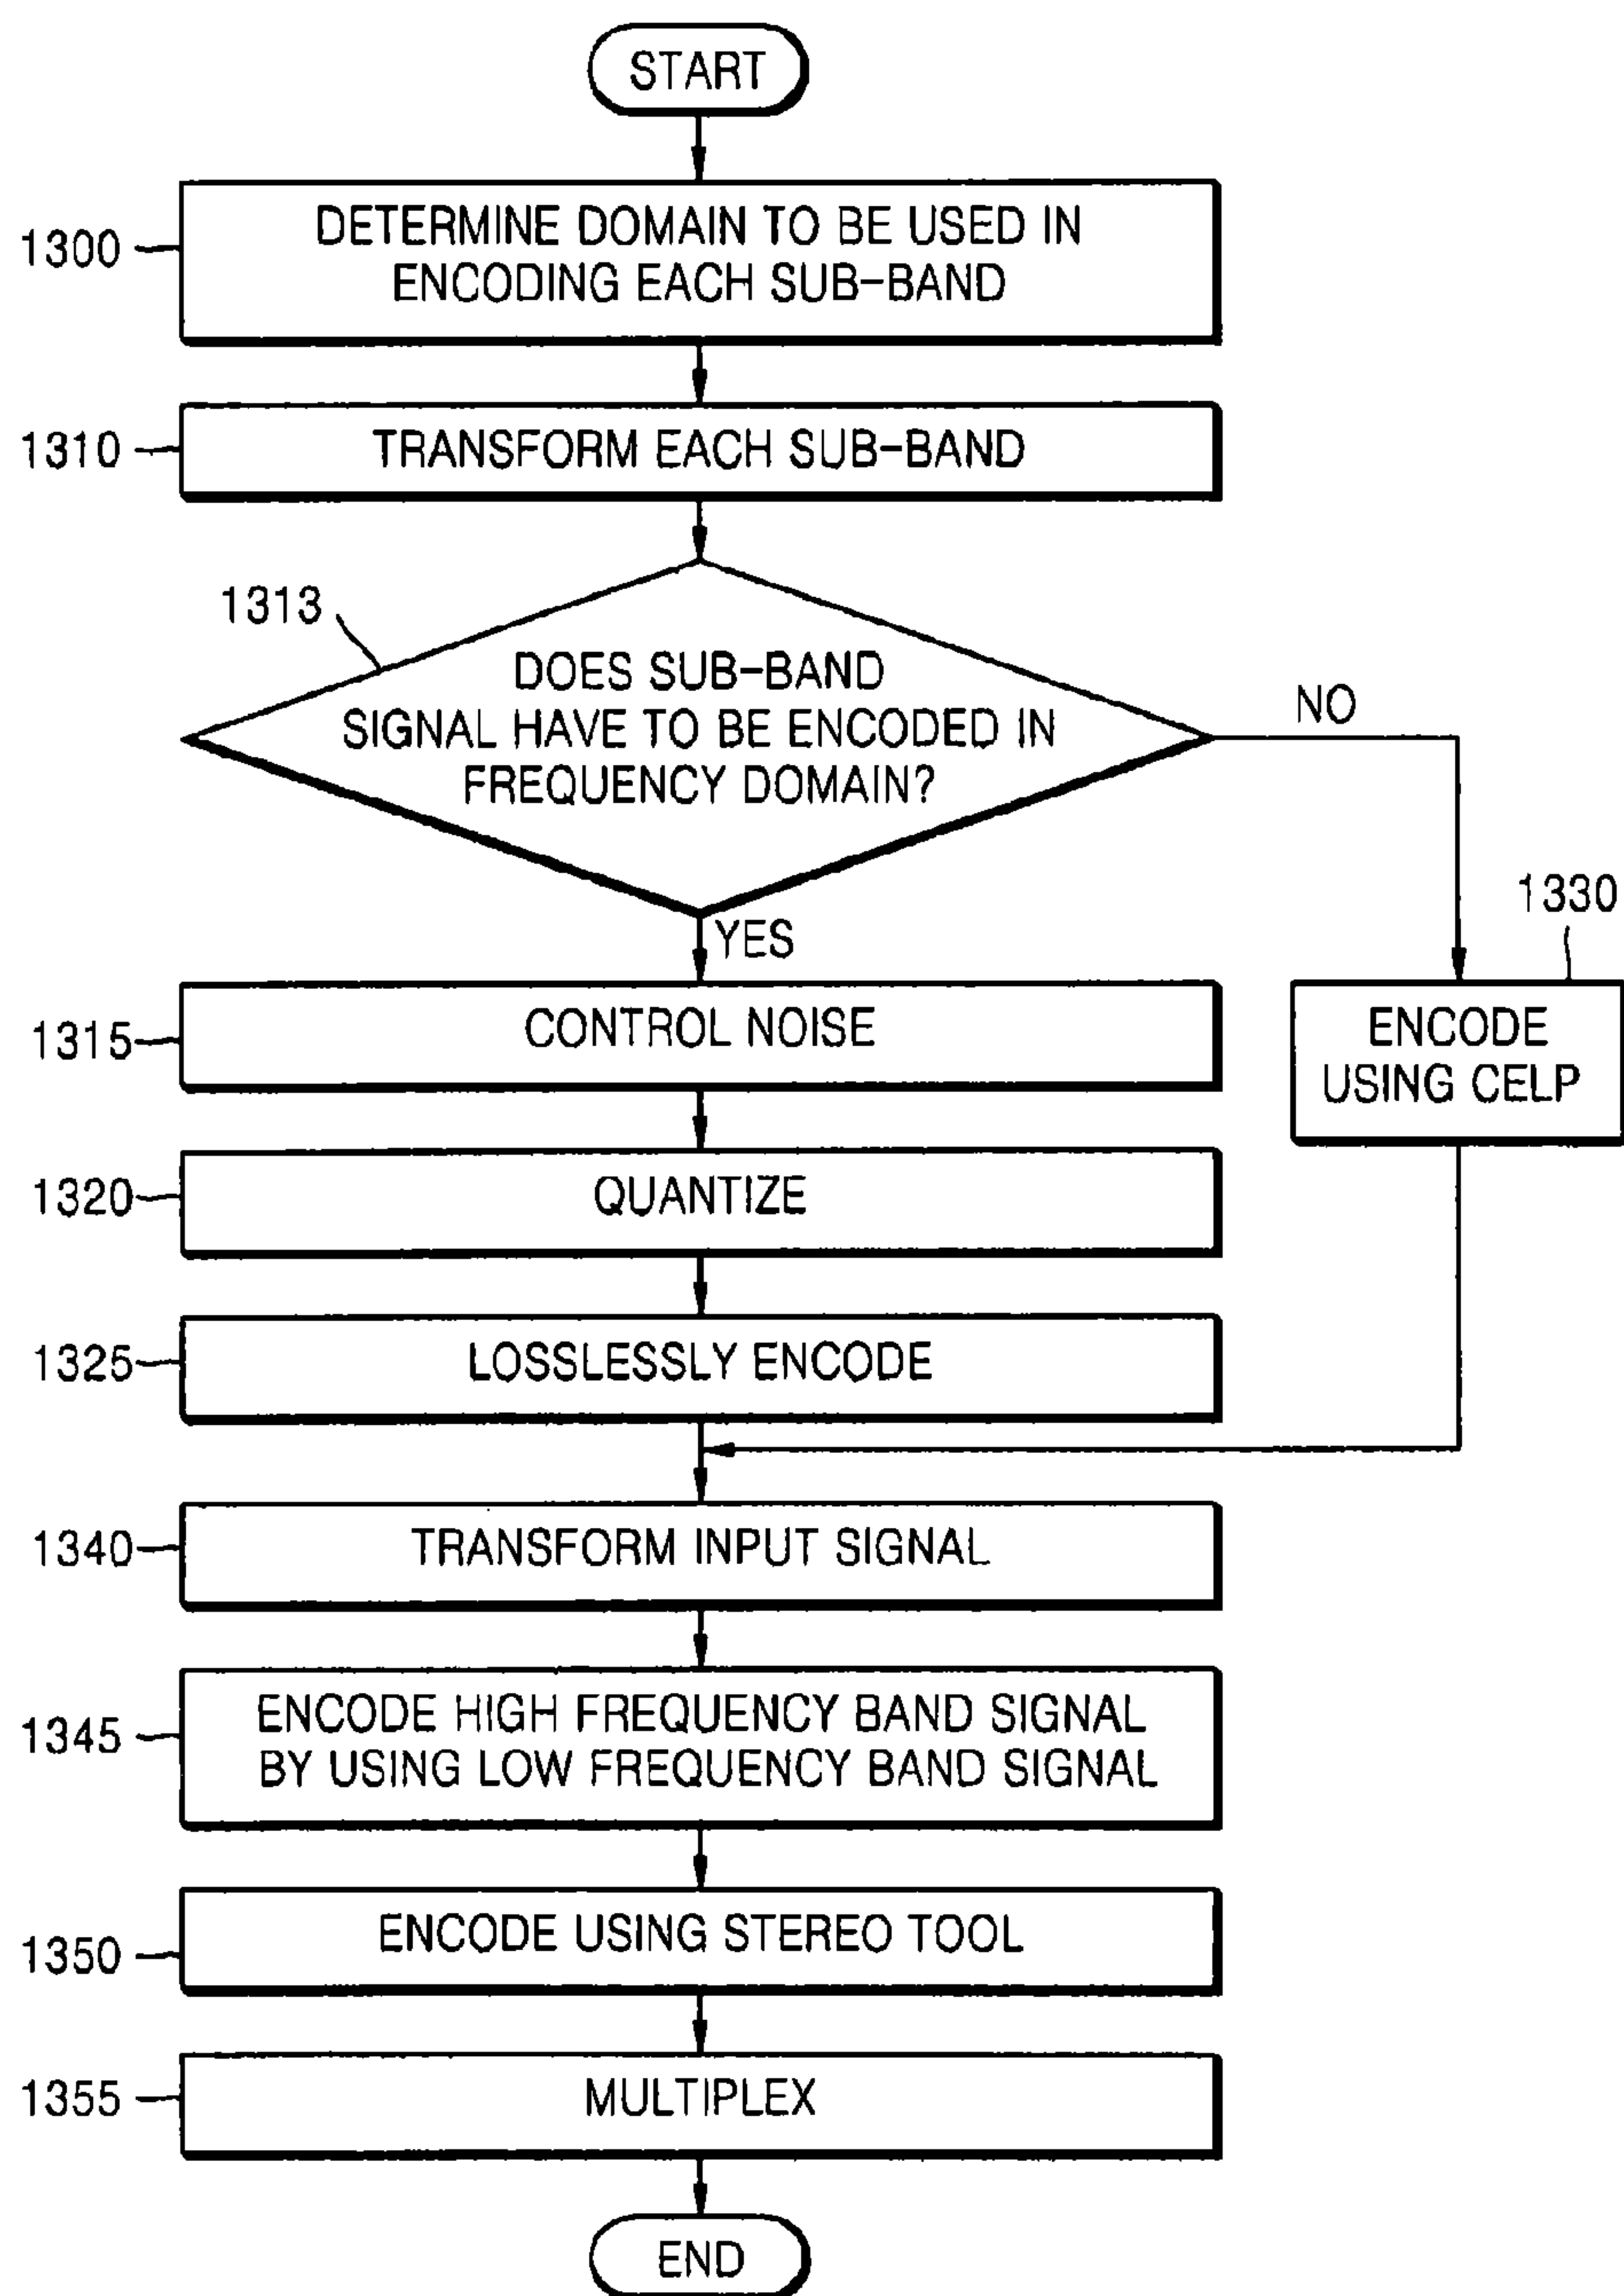 START
1300
DETERMINE DOMAIN TO BE USED IN
ENCODING EACH SUB-BAND
1310
TRANSFORM EACH SUB-BAND
1313
DOES SUB-BAND
SIGNAL HAVE TO BE ENCODED IN
FREQUENCY DOMAIN?
NO
YES
1330
ENCODE
USING CELP
1315
CONTROL NOISE
1320
QUANTIZE
1325
LOSSLESSLY ENCODE
1340
TRANSFORM INPUT SIGNAL
1345
ENCODE HIGH FREQUENCY BAND SIGNAL
BY USING LOW FREQUENCY BAND SIGNAL
1350
ENCODE USING STEREO TOOL
1355
MULTIPLEX
END